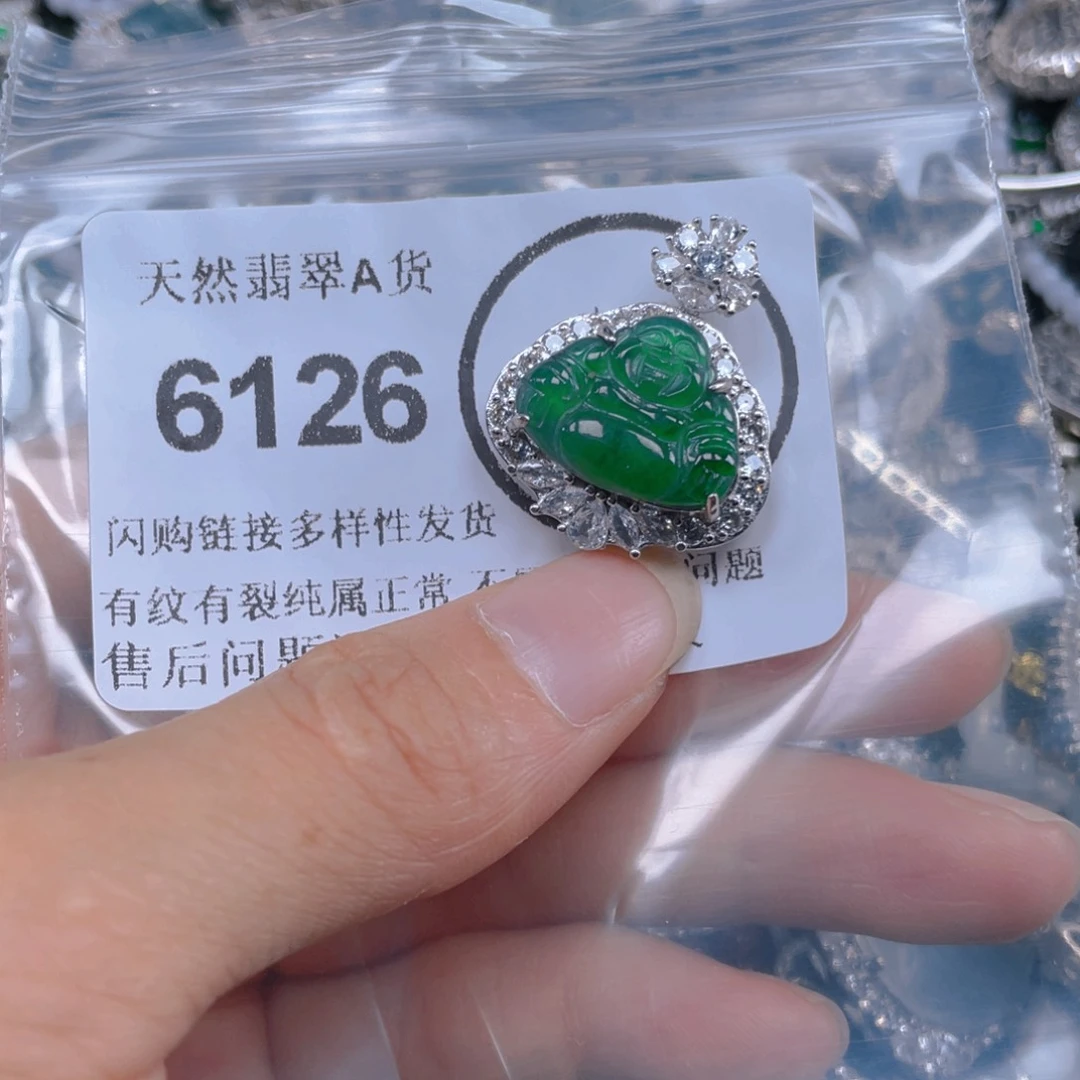 天然翡翠A货
6126
闪购链接多样性发货
有纹有裂纯属正常 问题
售后问题